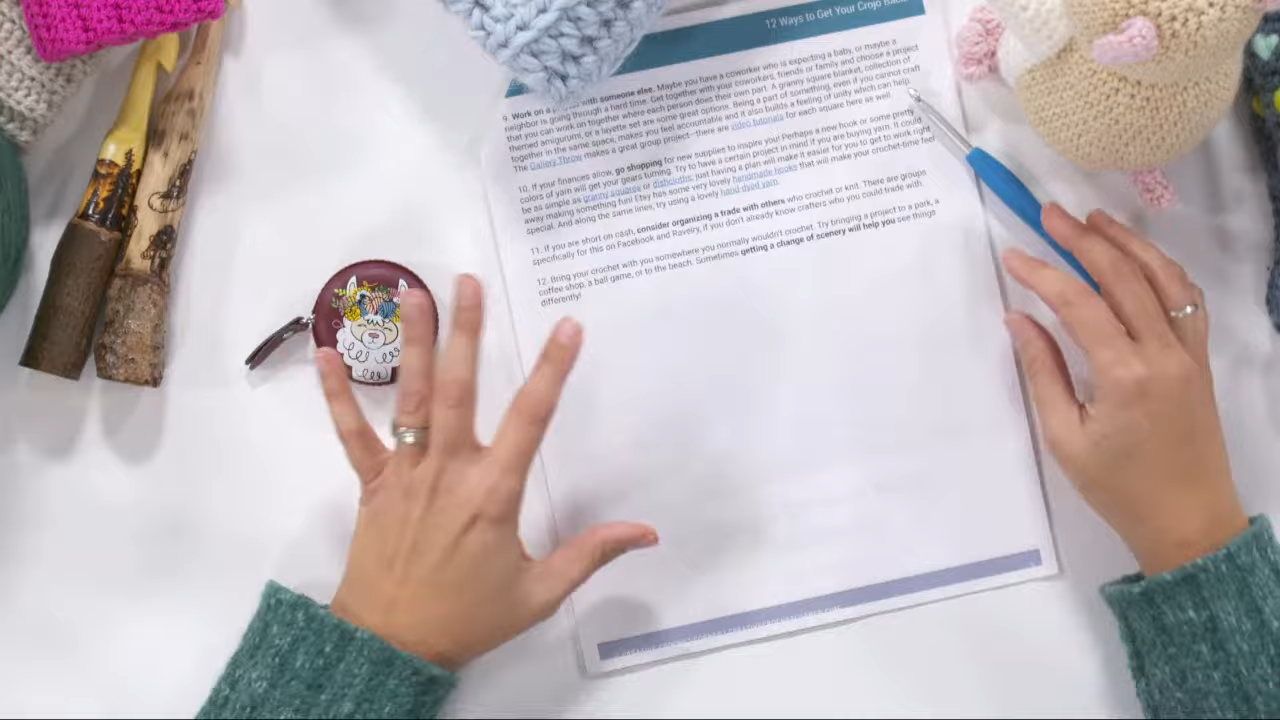 12 Ways to Get Your Crojo Back
9. Work on a with someone else. Maybe you have a coworker who is expecting a baby, or maybe a
neighbor is going through a hard time. Get together with your coworkers, friends or family and choose a project
that you can work on together where each person does their own part. A granny square blanket, collection of
themed amigurumi, or a layette set are some great options. Being a part of something, even if you cannot craft
together in the same space, makes you feel accountable and it also builds a feeling of unity which can help.
The Gallery Throw makes a great group project—there are video tutorials for each square here as well.
10. If your finances allow, go shopping for new supplies to inspire you! Perhaps a new hook or some pretty
colors of yarn will get your gears turning. Try to have a certain project in mind if you are buying yarn. It could
be as simple as granny squares or dishcloths; just having a plan will make it easier for you to get to work right
away making something fun! Etsy has some very lovely handmade hooks that will make your crochet-time feel
special. And along the same lines, try using a lovely hand dyed yarn.
11. If you are short on cash, consider organizing a trade with others who crochet or knit. There are groups
specifically for this on Facebook and Ravelry, if you don't already know crafters who you could trade with.
12. Bring your crochet with you somewhere you normally wouldn't crochet. Try bringing a project to a park, a
coffee shop, a ball game, or to the beach. Sometimes getting a change of scenery will help you see things
differently!